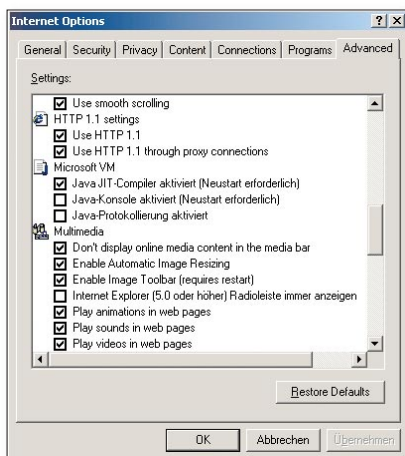 Internet Options
General Security Privacy Content Connections Programs Advanced
Settings:
Use smooth scrolling
HTTP 1.1 settings
Use HTTP 1.1
Use HTTP 1.1 through proxy connections
Microsoft VM
Java JIT-Compiler aktiviert (Neustart erforderlich)
Java-Konsole aktiviert (Neustart erforderlich)
Java-Protokollierung aktiviert
Multimedia
Don't display online media content in the media bar
Enable Automatic Image Resizing
Enable Image Toolbar (requires restart)
Internet Explorer (5.0 oder höher) Radioleiste immer anzeigen
Play animations in web pages
Play sounds in web pages
Play videos in web pages
Restore Defaults
OK Abbrechen Übernehmen